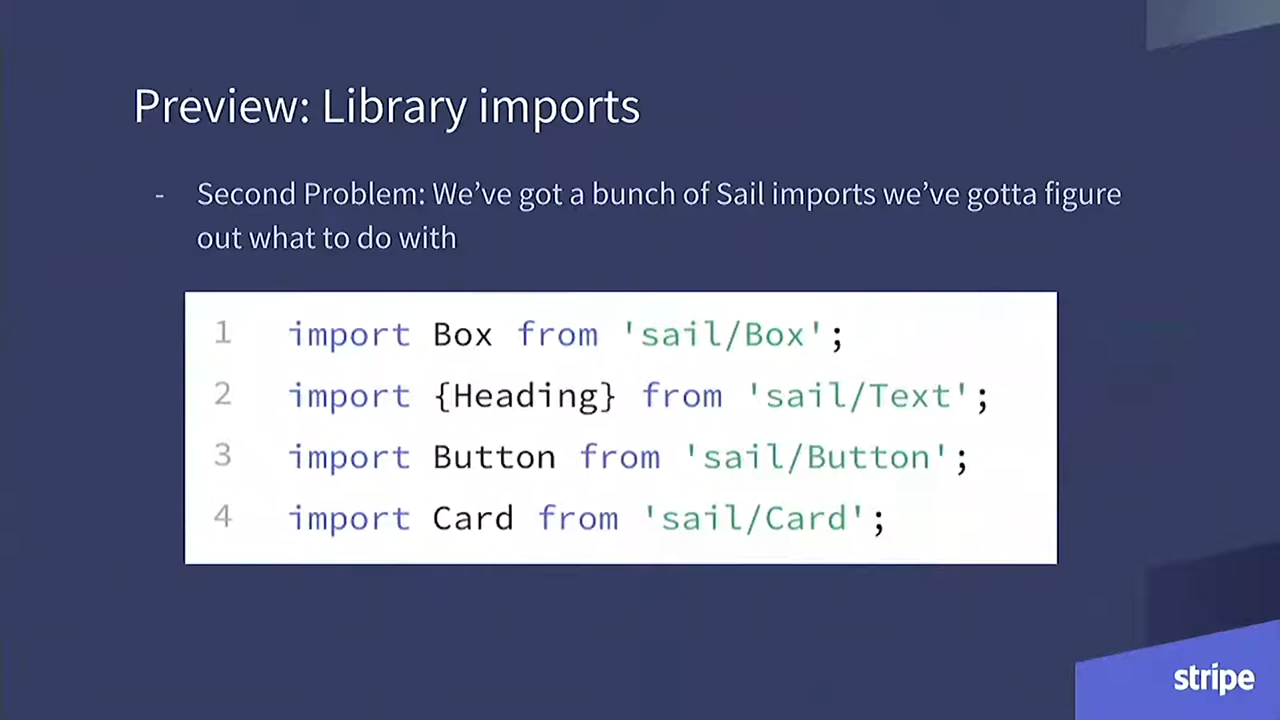 Preview: Library imports
- Second Problem: We’ve got a bunch of Sail imports we’ve gotta figure
out what to do with
1 import Box from 'sail/Box';
2 import {Heading} from 'sail/Text';
3 import Button from 'sail/Button';
4 import Card from 'sail/Card';
stripe